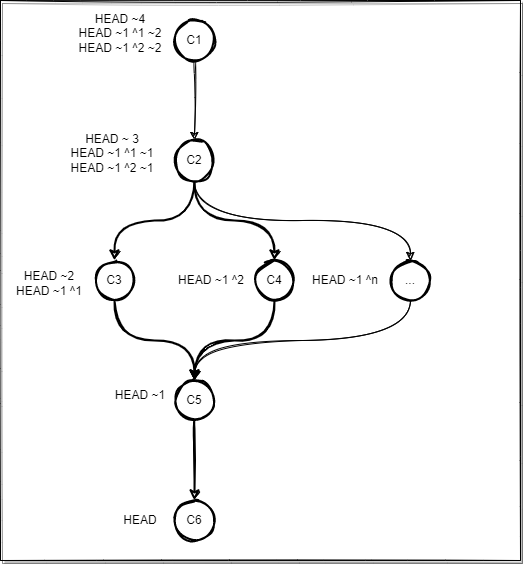 HEAD ~4
HEAD ~1 ^1 ~2
HEAD ~1 ^2 ~2
C1
HEAD ~ 3
HEAD ~1 ^1 ~1
HEAD ~1 ^2 ~1
C2
HEAD ~2
HEAD ~1 ^1
C3
HEAD ~1 ^2
C4
HEAD ~1 ^n
...
HEAD ~1
C5
HEAD
C6